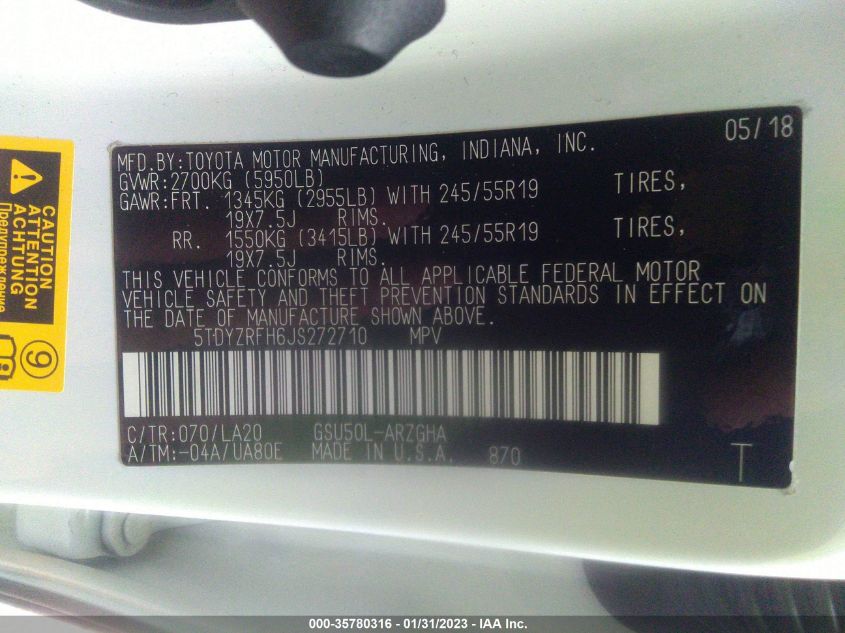 05/18
MFD.BY:TOYOTA MOTOR MANUFACTURING, INDIANA, INC.
GVWR:2700KG (5950LB)
GAWR:FRT. 1345KG (2955LB) WITH 245/55R19 TIRES,
19X7.5J RIMS.
RR. 1550KG (3415LB) WITH 245/55R19 TIRES,
19X7.5J RIMS.
THIS VEHICLE CONFORMS TO ALL APPLICABLE FEDERAL MOTOR
VEHICLE SAFETY AND THEFT PREVENTION STANDARDS IN EFFECT ON
THE DATE OF MANUFACTURE SHOWN ABOVE.
5TDYZRFH6JS272710 MPV
C/TR:070/LA20 GSU50L-ARZGHA
A/TM:-04A/UA80E MADE IN U.S.A. 870
T
CAUTION
ATTENTION
ACHTUNG
Предупреждение
9
000-35780316 - 01/31/2023 - IAA Inc.